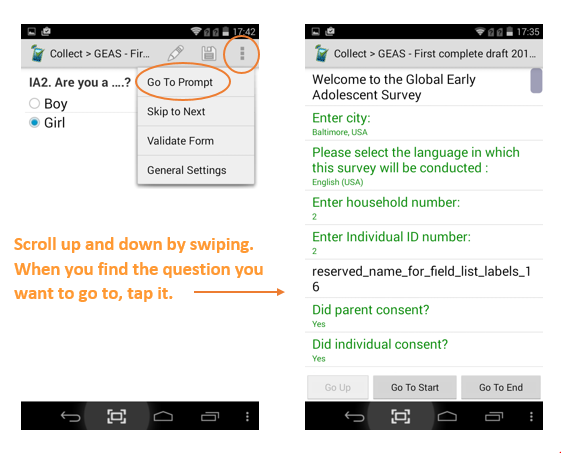 17:42
Collect > GEAS - Fir...
IA2. Are you a ....?
Boy
Girl
Go To Prompt
Skip to Next
Validate Form
General Settings
Scroll up and down by swiping.
When you find the question you
want to go to, tap it.
17:35
Collect > GEAS - First complete draft 201...
Welcome to the Global Early
Adolescent Survey
Enter city:
Baltimore, USA
Please select the language in which
this survey will be conducted :
English (USA)
Enter household number:
2
Enter Individual ID number:
2
reserved_name_for_field_list_labels_1
6
Did parent consent?
Yes
Did individual consent?
Yes
Go Up
Go To Start
Go To End